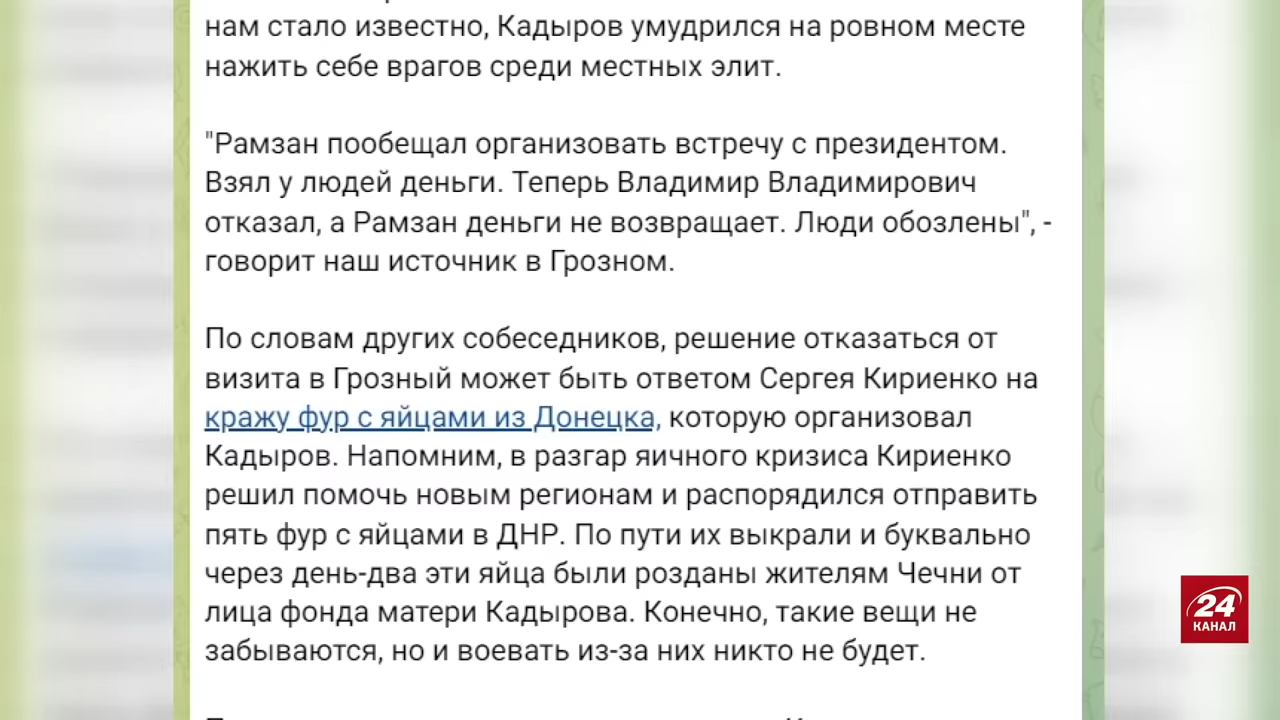 нам стало известно, Кадыров умудрился на ровном месте
нажить себе врагов среди местных элит.
"Рамзан пообещал организовать встречу с президентом.
Взял у людей деньги. Теперь Владимир Владимирович
отказал, а Рамзан деньги не возвращает. Люди обозлены", -
говорит наш источник в Грозном.
По словам других собеседников, решение отказаться от
визита в Грозный может быть ответом Сергея Кириенко на
кражу фур с яйцами из Донецка, которую организовал
Кадыров. Напомним, в разгар яичного кризиса Кириенко
решил помочь новым регионам и распорядился отправить
пять фур с яйцами в ДНР. По пути их выкрали и буквально
через день-два эти яйца были розданы жителям Чечни от
лица фонда матери Кадырова. Конечно, такие вещи не
забываются, но и воевать из-за них никто не будет.
24
КАНАЛ